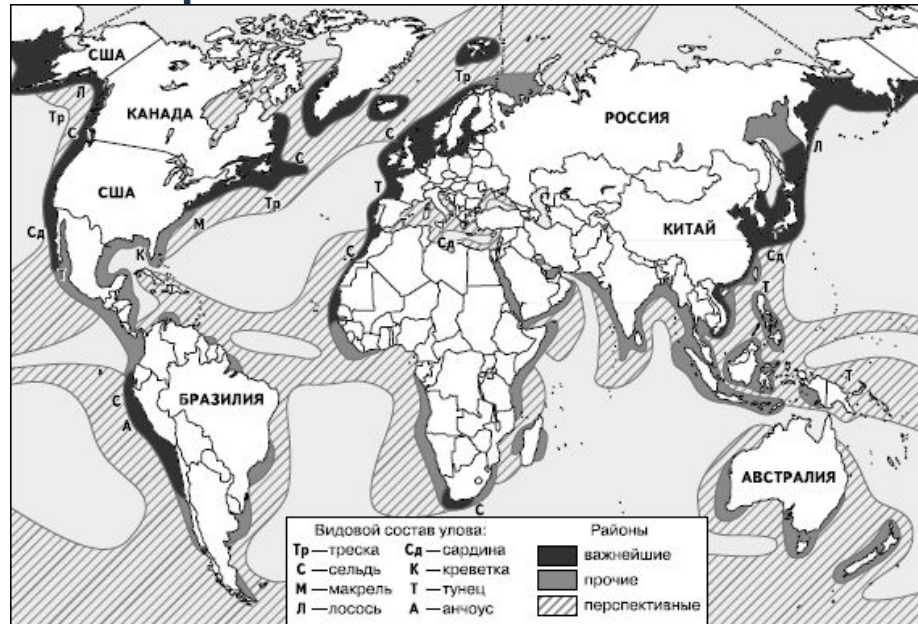 США
Л
Тр
КАНАДА
С
США
Сд
Т
М
К
Тр
С
Тр
С
Т
С
Сд
РОССИЯ
Л
КИТАЙ
Сд
Т
Т
С
А
БРАЗИЛИЯ
С
АВСТРАЛИЯ
Видовой состав улова:
Тр — треска
С — сельдь
М — макрель
Л — лосось
Сд — сардина
К — креветка
Т — тунец
А — анчоус
Районы
важнейшие
прочие
перспективные